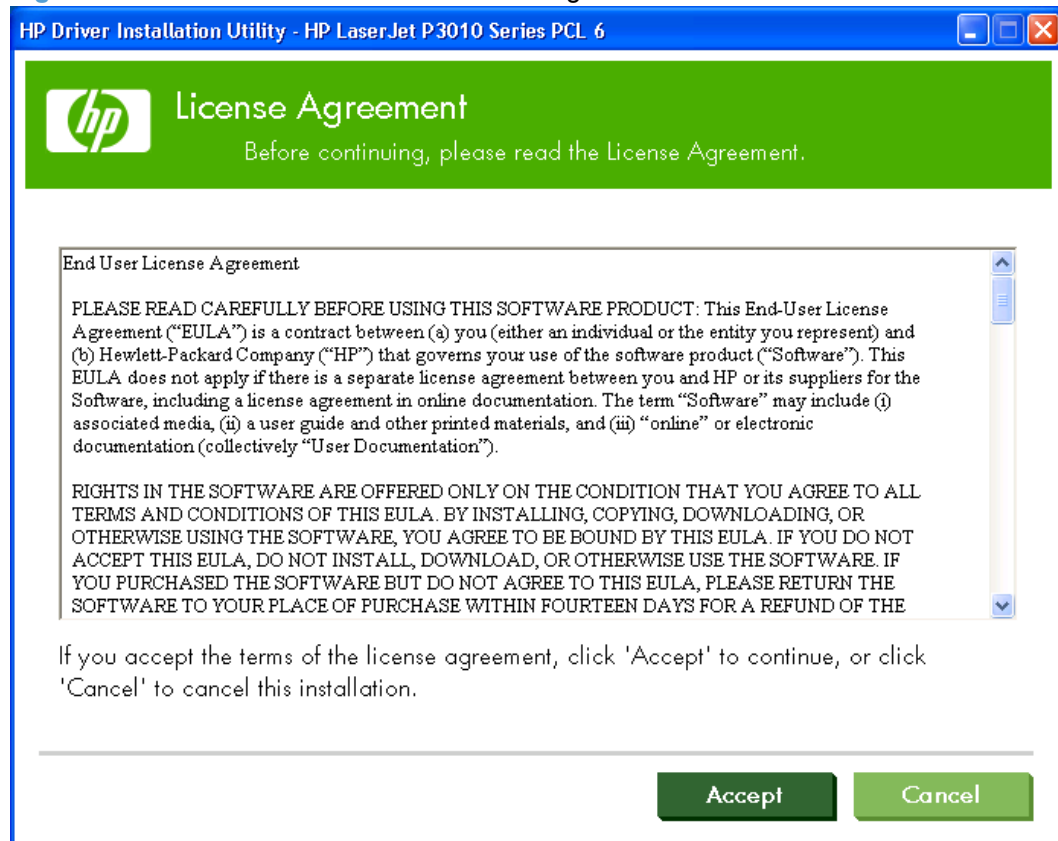 HP Driver Installation Utility - HP LaserJet P3010 Series PCL 6
hp
License Agreement
Before continuing, please read the License Agreement.
End User License Agreement
PLEASE READ CAREFULLY BEFORE USING THIS SOFTWARE PRODUCT: This End-User License
Agreement (“EULA”) is a contract between (a) you (either an individual or the entity you represent) and
(b) Hewlett-Packard Company (“HP”) that governs your use of the software product (“Software”). This
EULA does not apply if there is a separate license agreement between you and HP or its suppliers for the
Software, including a license agreement in online documentation. The term “Software” may include (i)
associated media, (ii) a user guide and other printed materials, and (iii) “online” or electronic
documentation (collectively “User Documentation”).
RIGHTS IN THE SOFTWARE ARE OFFERED ONLY ON THE CONDITION THAT YOU AGREE TO ALL
TERMS AND CONDITIONS OF THIS EULA. BY INSTALLING, COPYING, DOWNLOADING, OR
OTHERWISE USING THE SOFTWARE, YOU AGREE TO BE BOUND BY THIS EULA. IF YOU DO NOT
ACCEPT THIS EULA, DO NOT INSTALL, DOWNLOAD, OR OTHERWISE USE THE SOFTWARE. IF
YOU PURCHASED THE SOFTWARE BUT DO NOT AGREE TO THIS EULA, PLEASE RETURN THE
SOFTWARE TO YOUR PLACE OF PURCHASE WITHIN FOURTEEN DAYS FOR A REFUND OF THE
If you accept the terms of the license agreement, click 'Accept' to continue, or click
'Cancel' to cancel this installation.
Accept
Cancel